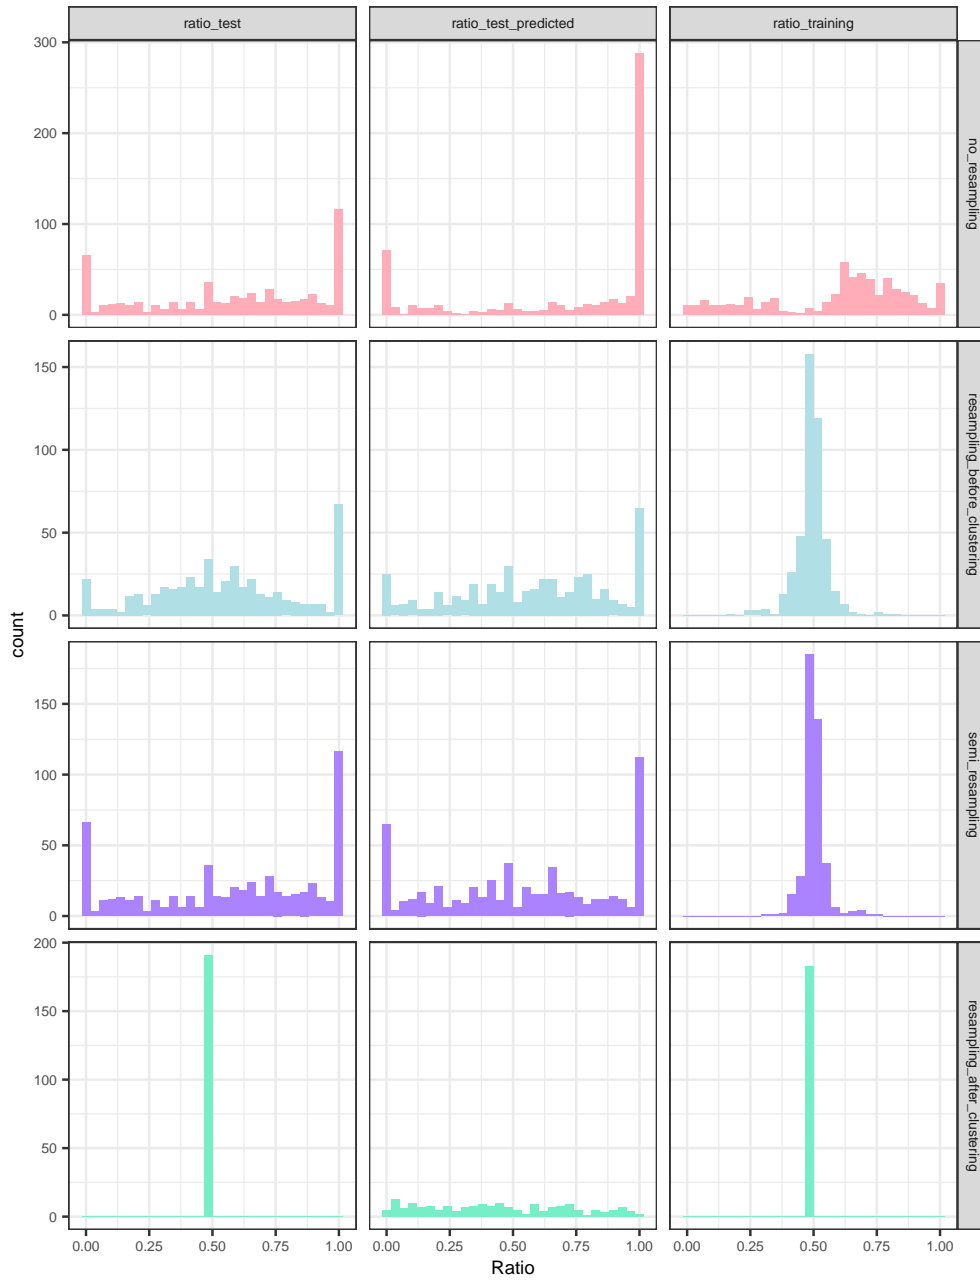 ratio_test ratio_test_predicted ratio_training
300
200
100
0
no_resampling
150
100
50
0
resampling_before_clustering
150
100
50
0
semi_resampling
200
150
100
50
0
resampling_after_clustering
count
0.00 0.25 0.50 0.75 1.00 0.00 0.25 0.50 0.75 1.00 0.00 0.25 0.50 0.75 1.00
Ratio